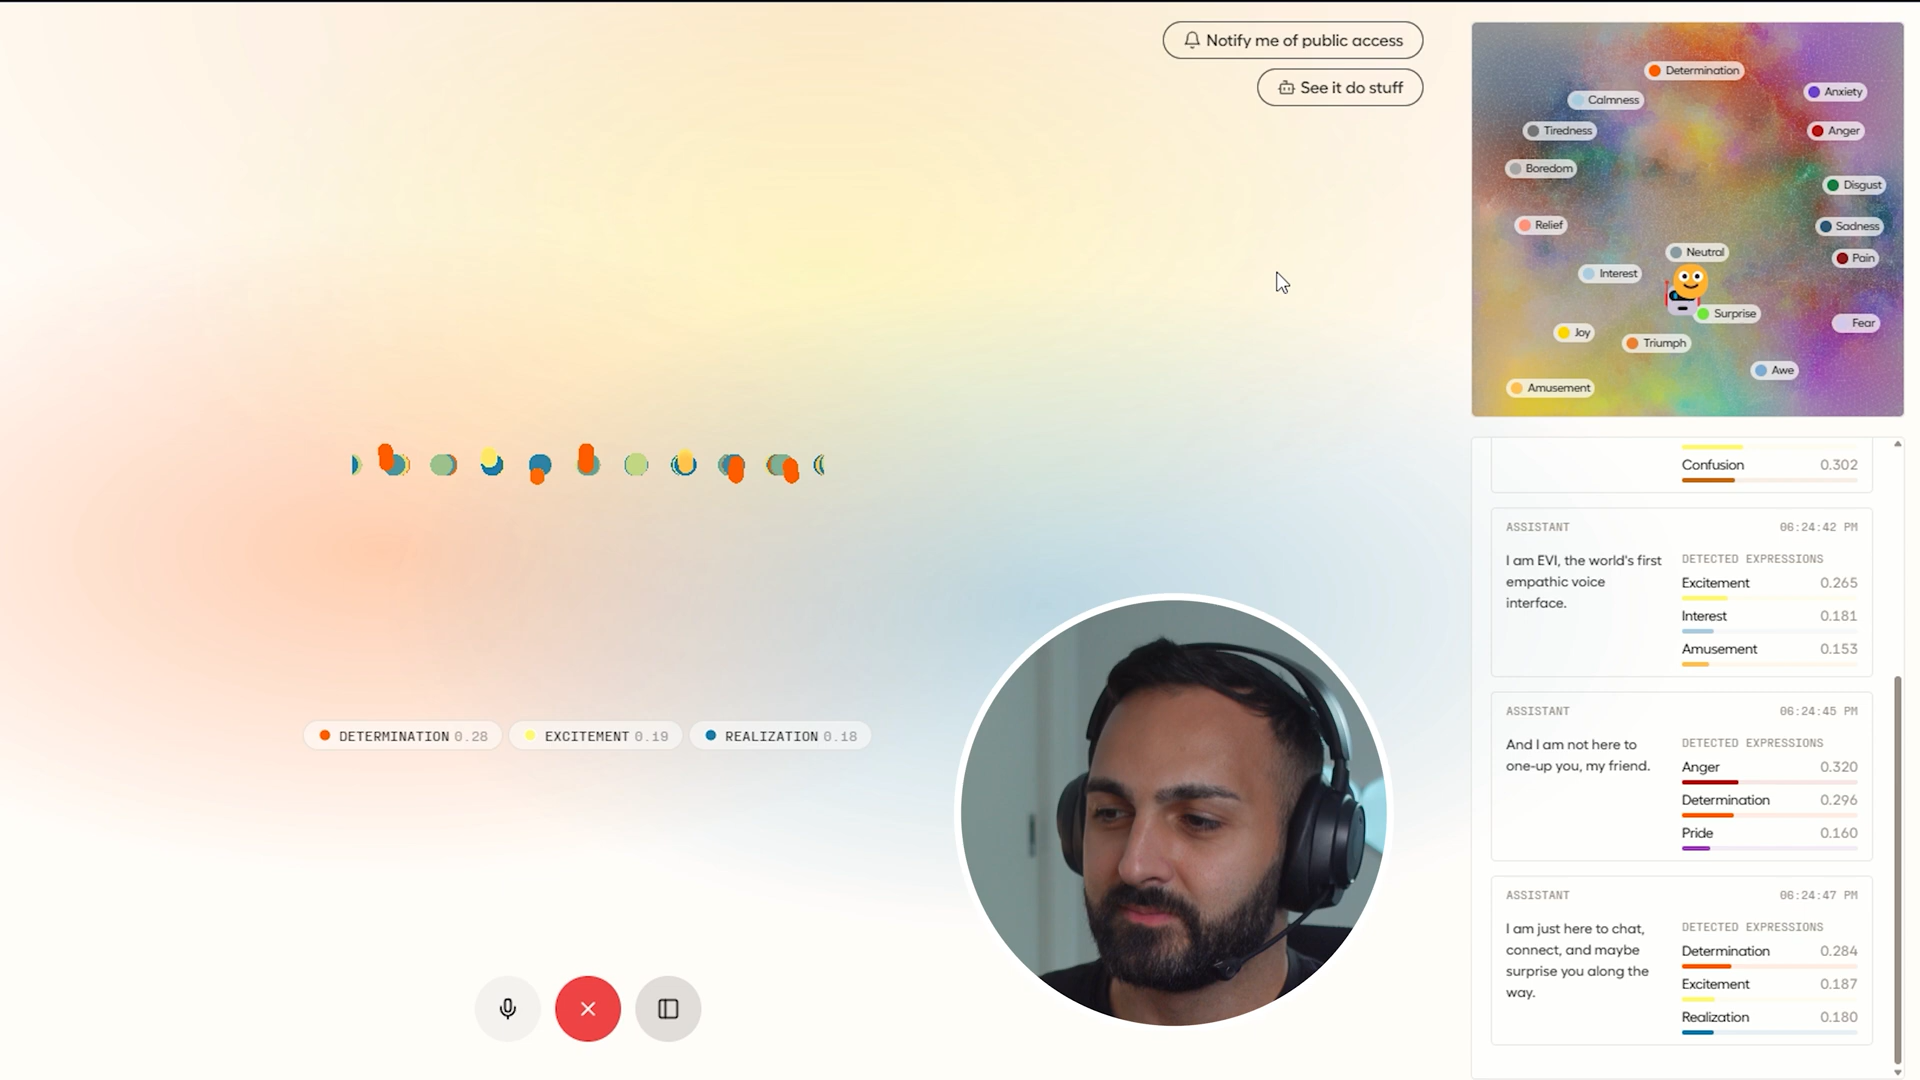 Notify me of public access
See it do stuff
Determination
Anxiety
Calmness
Tiredness
Anger
Boredom
Disgust
Relief
Sadness
Neutral
Pain
Interest
Surprise
Fear
Joy
Triumph
Awe
Amusement
DETERMINATION 0.28
EXCITEMENT 0.19
REALIZATION 0.18
Confusion 0.302
ASSISTANT 06:24:42 PM
I am EVI, the world's first
empathic voice
interface.
DETECTED EXPRESSIONS
Excitement 0.265
Interest 0.181
Amusement 0.153
ASSISTANT 06:24:45 PM
And I am not here to
one-up you, my friend.
DETECTED EXPRESSIONS
Anger 0.320
Determination 0.296
Pride 0.160
ASSISTANT 06:24:47 PM
I am just here to chat,
connect, and maybe
surprise you along the
way.
DETECTED EXPRESSIONS
Determination 0.284
Excitement 0.187
Realization 0.180